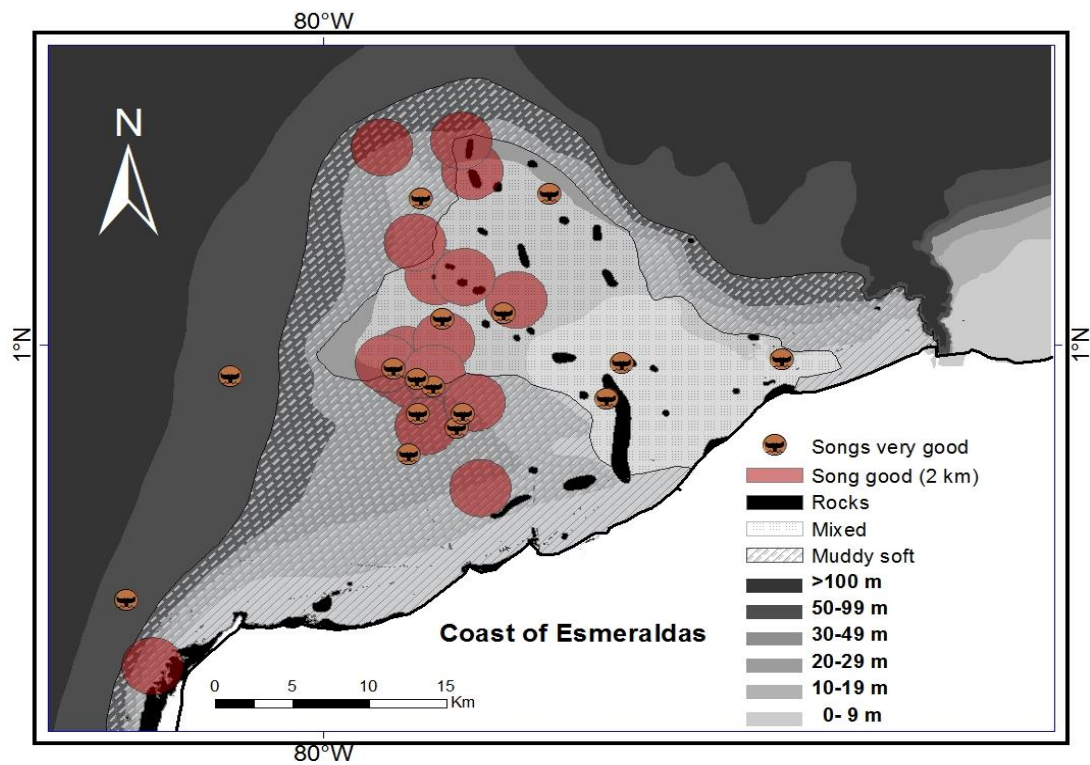 80°W
N
1°N
1°N
Songs very good
Song good (2 km)
Rocks
Mixed
Muddy soft
>100 m
50-99 m
30-49 m
20-29 m
10-19 m
0- 9 m
Coast of Esmeraldas
0 5 10 15
Km
80°W